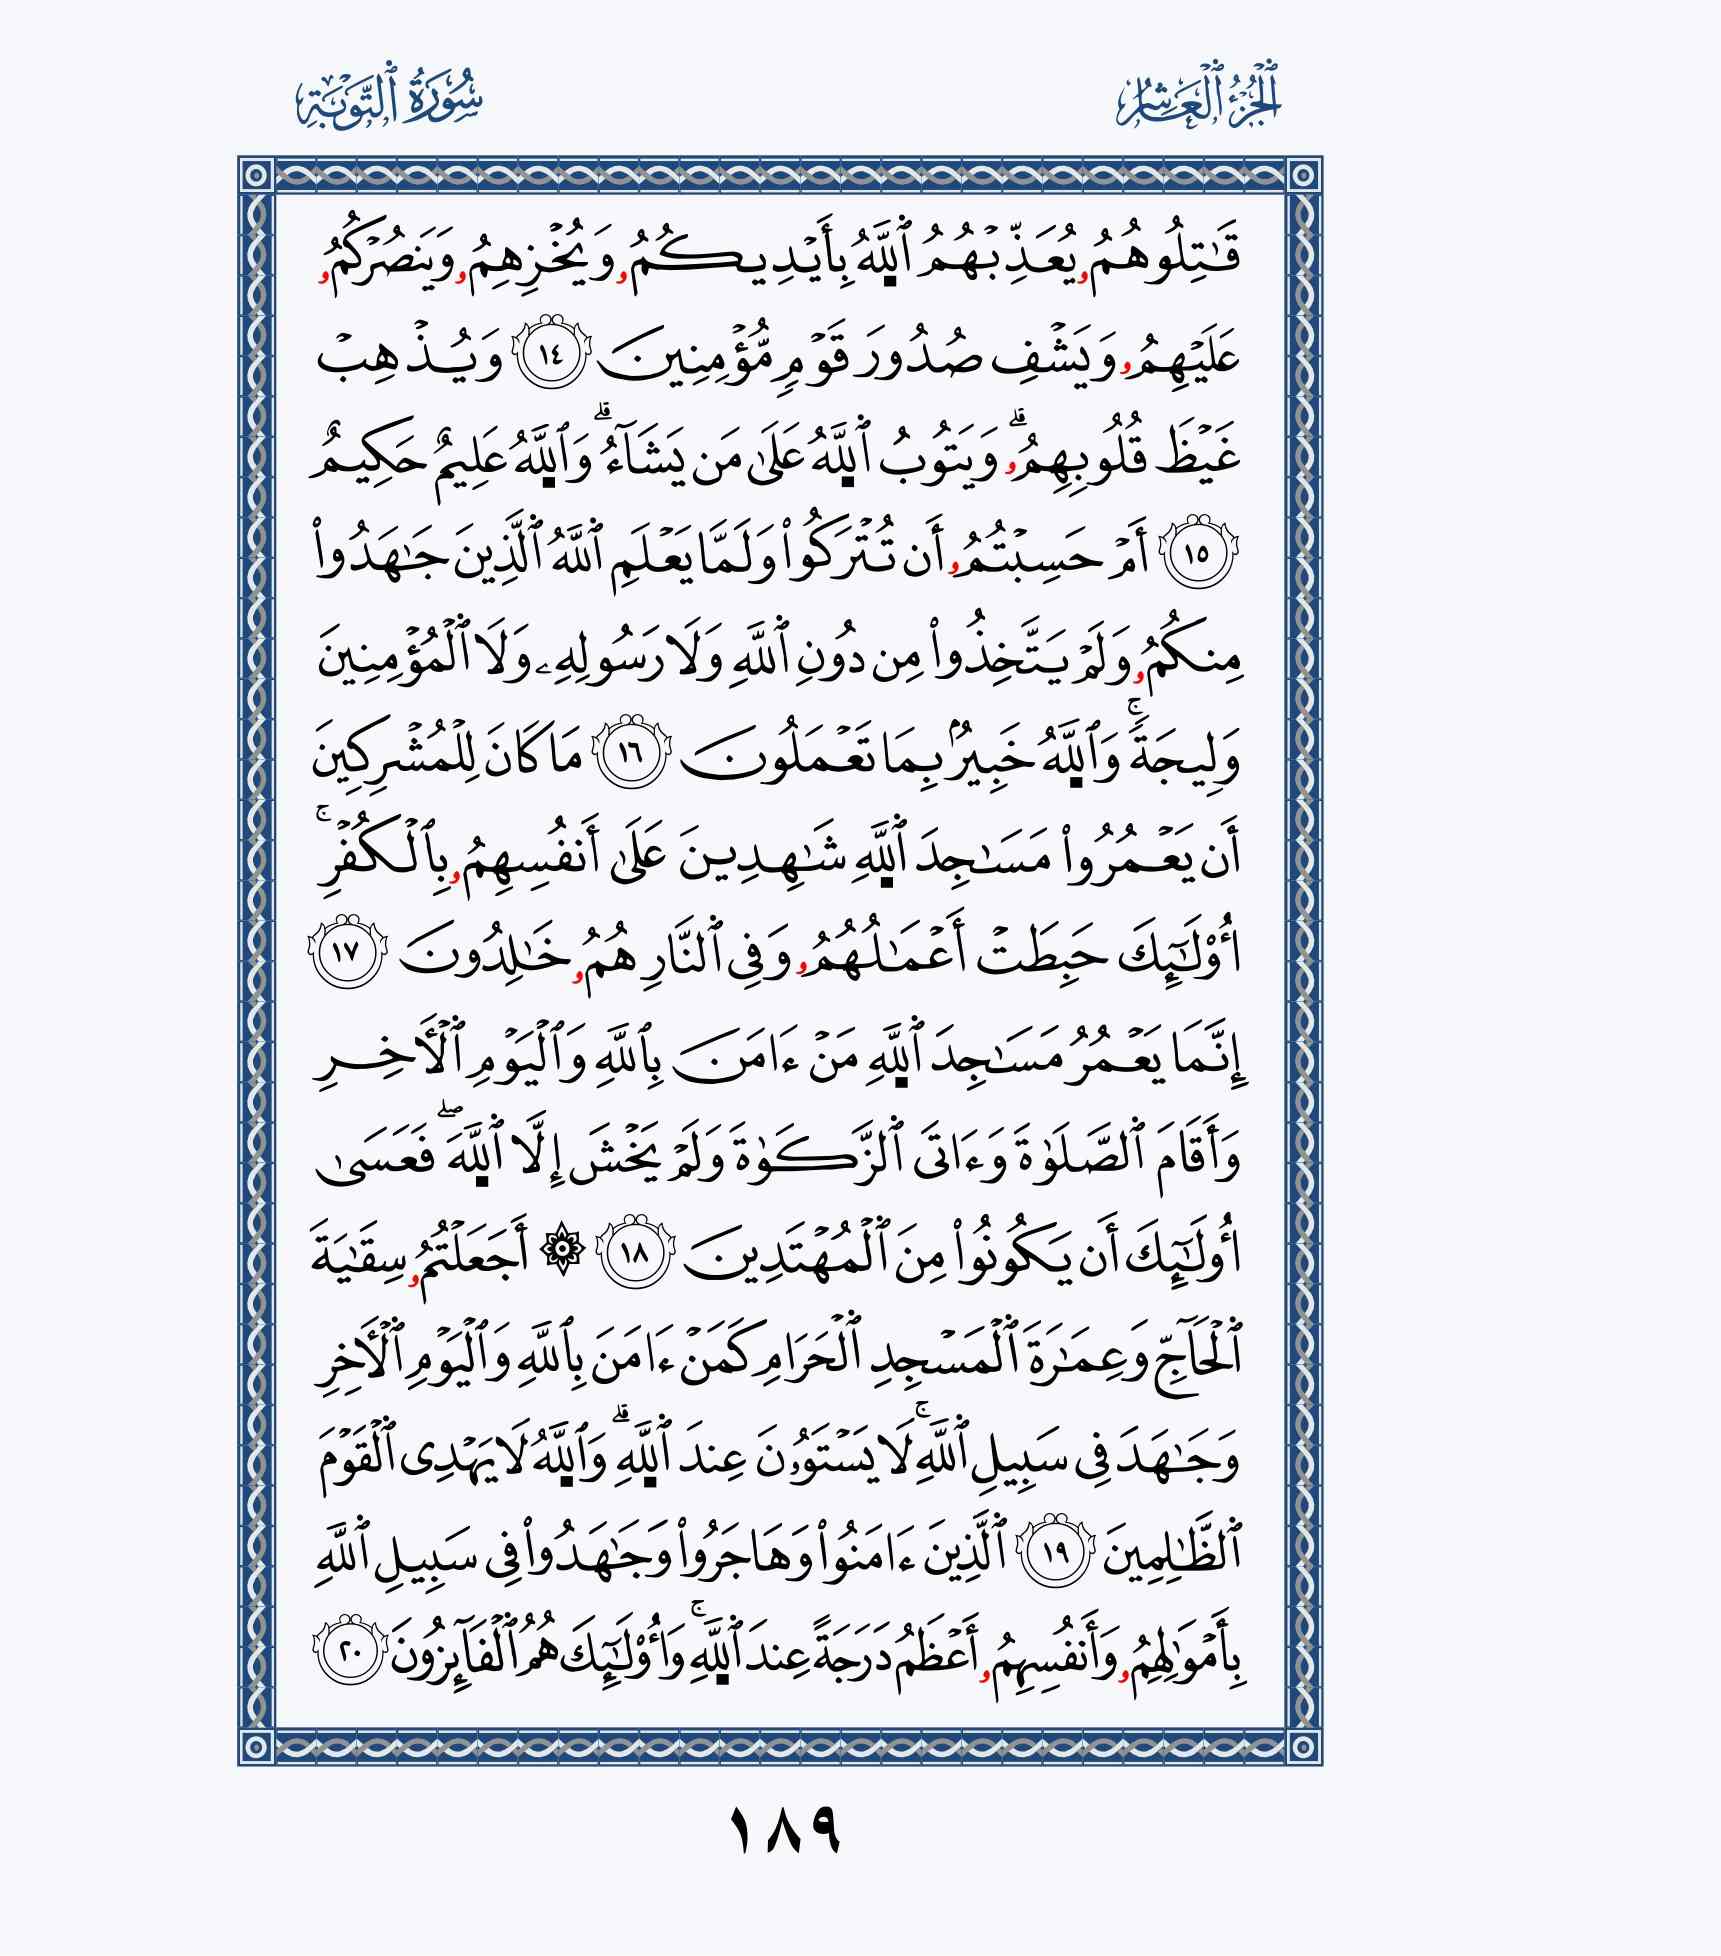 ٱلْجُزْءُ ٱلْعَاشِرُ
سُورَةُ ٱلتَّوۡبَةِ
قَٰتِلُوهُمُۥ يُعَذِّبۡهُمُ ٱللَّهُ بِأَيۡدِيكُمُۥ وَيُخۡزِهِمُۥ وَيَنصُرۡكُمُۥ
عَلَيۡهِمُۥ وَيَشۡفِ صُدُورَ قَوۡمٖ مُّؤۡمِنِينَ ١٤ وَيُذۡهِبۡ
غَيۡظَ قُلُوبِهِمُۥۗ وَيَتُوبُ ٱللَّهُ عَلَىٰ مَن يَشَآءُۗ وَٱللَّهُ عَلِيمٌ حَكِيمٌ
١٥ أَمۡ حَسِبۡتُمُۥ أَن تُتۡرَكُواْ وَلَمَّا يَعۡلَمِ ٱللَّهُ ٱلَّذِينَ جَٰهَدُواْ
مِنكُمُۥ وَلَمۡ يَتَّخِذُواْ مِن دُونِ ٱللَّهِ وَلَا رَسُولِهِۦ وَلَا ٱلۡمُؤۡمِنِينَ
وَلِيجَةٗۚ وَٱللَّهُ خَبِيرُۢ بِمَا تَعۡمَلُونَ ١٦ مَا كَانَ لِلۡمُشۡرِكِينَ
أَن يَعۡمُرُواْ مَسَٰجِدَ ٱللَّهِ شَٰهِدِينَ عَلَىٰ أَنفُسِهِمُۥ بِٱلۡكُفۡرِۚ
أُوْلَٰٓئِكَ حَبِطَتۡ أَعۡمَٰلُهُمُۥ وَفِى ٱلنَّارِ هُمُۥ خَٰلِدُونَ ١٧
إِنَّمَا يَعۡمُرُ مَسَٰجِدَ ٱللَّهِ مَنۡ ءَامَنَ بِٱللَّهِ وَٱلۡيَوۡمِ ٱلۡأَخِرِ
وَأَقَامَ ٱلصَّلَوٰةَ وَءَاتَى ٱلزَّكَوٰةَ وَلَمۡ يَخۡشَ إِلَّا ٱللَّهَۖ فَعَسَىٰ
أُوْلَٰٓئِكَ أَن يَكُونُواْ مِنَ ٱلۡمُهۡتَدِينَ ١٨ ۞ أَجَعَلۡتُمُۥ سِقَٰيَةَ
ٱلۡحَآجِّ وَعِمَٰرَةَ ٱلۡمَسۡجِدِ ٱلۡحَرَامِ كَمَنۡ ءَامَنَ بِٱللَّهِ وَٱلۡيَوۡمِ ٱلۡأَخِرِ
وَجَٰهَدَ فِى سَبِيلِ ٱللَّهِۚ لَا يَسۡتَوُۥنَ عِندَ ٱللَّهِۗ وَٱللَّهُ لَا يَهۡدِى ٱلۡقَوۡمَ
ٱلظَّٰلِمِينَ ١٩ ٱلَّذِينَ ءَامَنُواْ وَهَاجَرُواْ وَجَٰهَدُواْ فِى سَبِيلِ ٱللَّهِ
بِأَمۡوَٰلِهِمُۥ وَأَنفُسِهِمُۥ أَعۡظَمُ دَرَجَةً عِندَ ٱللَّهِۚ وَأُوْلَٰٓئِكَ هُمُ ٱلۡفَآئِزُونَ ٢٠
١٨٩